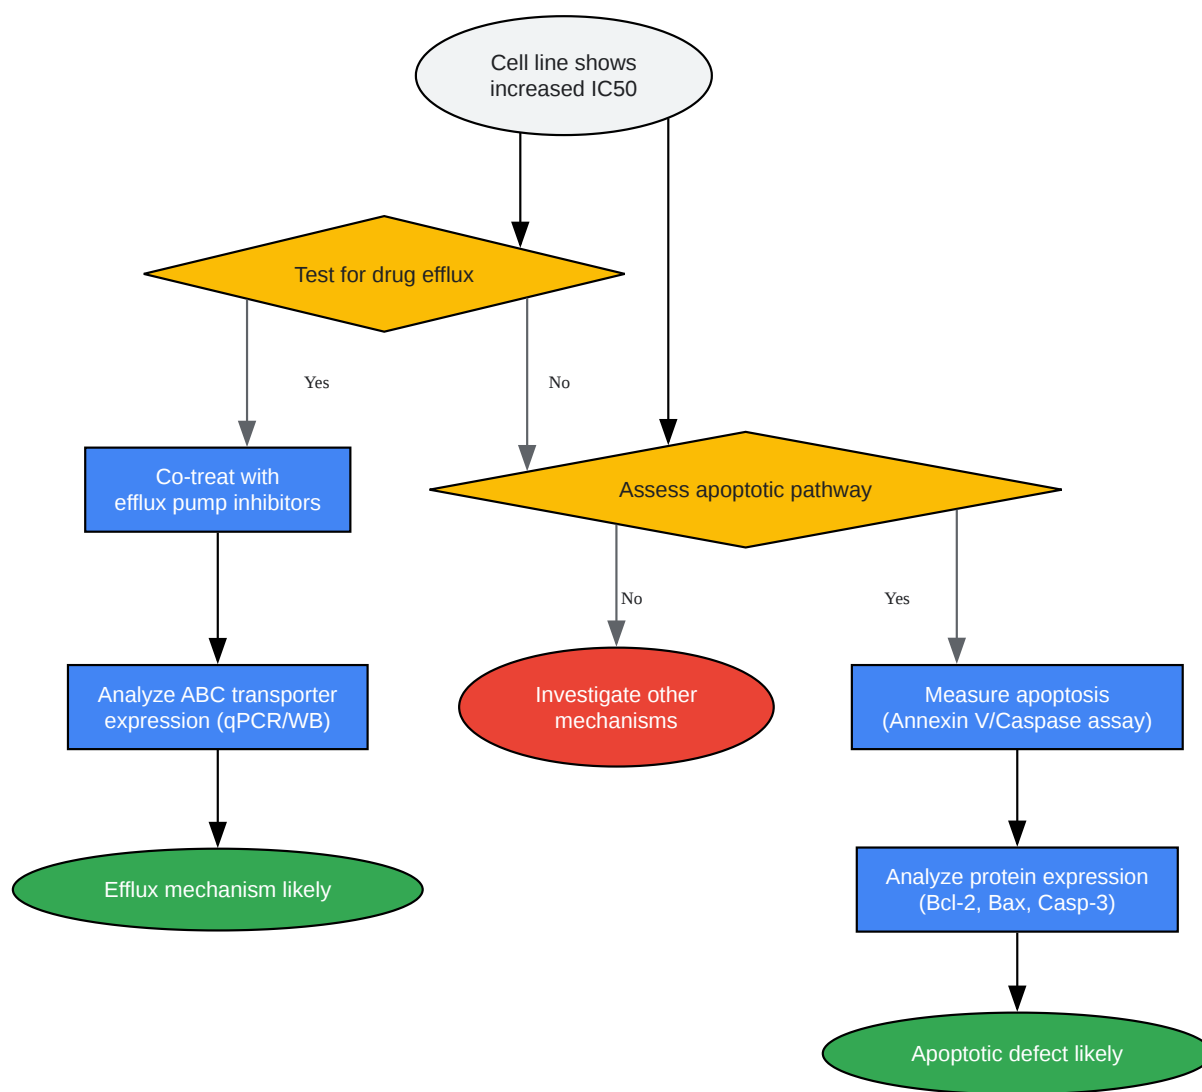 Cell line shows
increased IC50
Test for drug efflux
Yes
No
Co-treat with
efflux pump inhibitors
Assess apoptotic pathway
No
Yes
Analyze ABC transporter
expression (qPCR/WB)
Investigate other
mechanisms
Measure apoptosis
(Annexin V/Caspase assay)
Efflux mechanism likely
Analyze protein expression
(Bcl-2, Bax, Casp-3)
Apoptotic defect likely